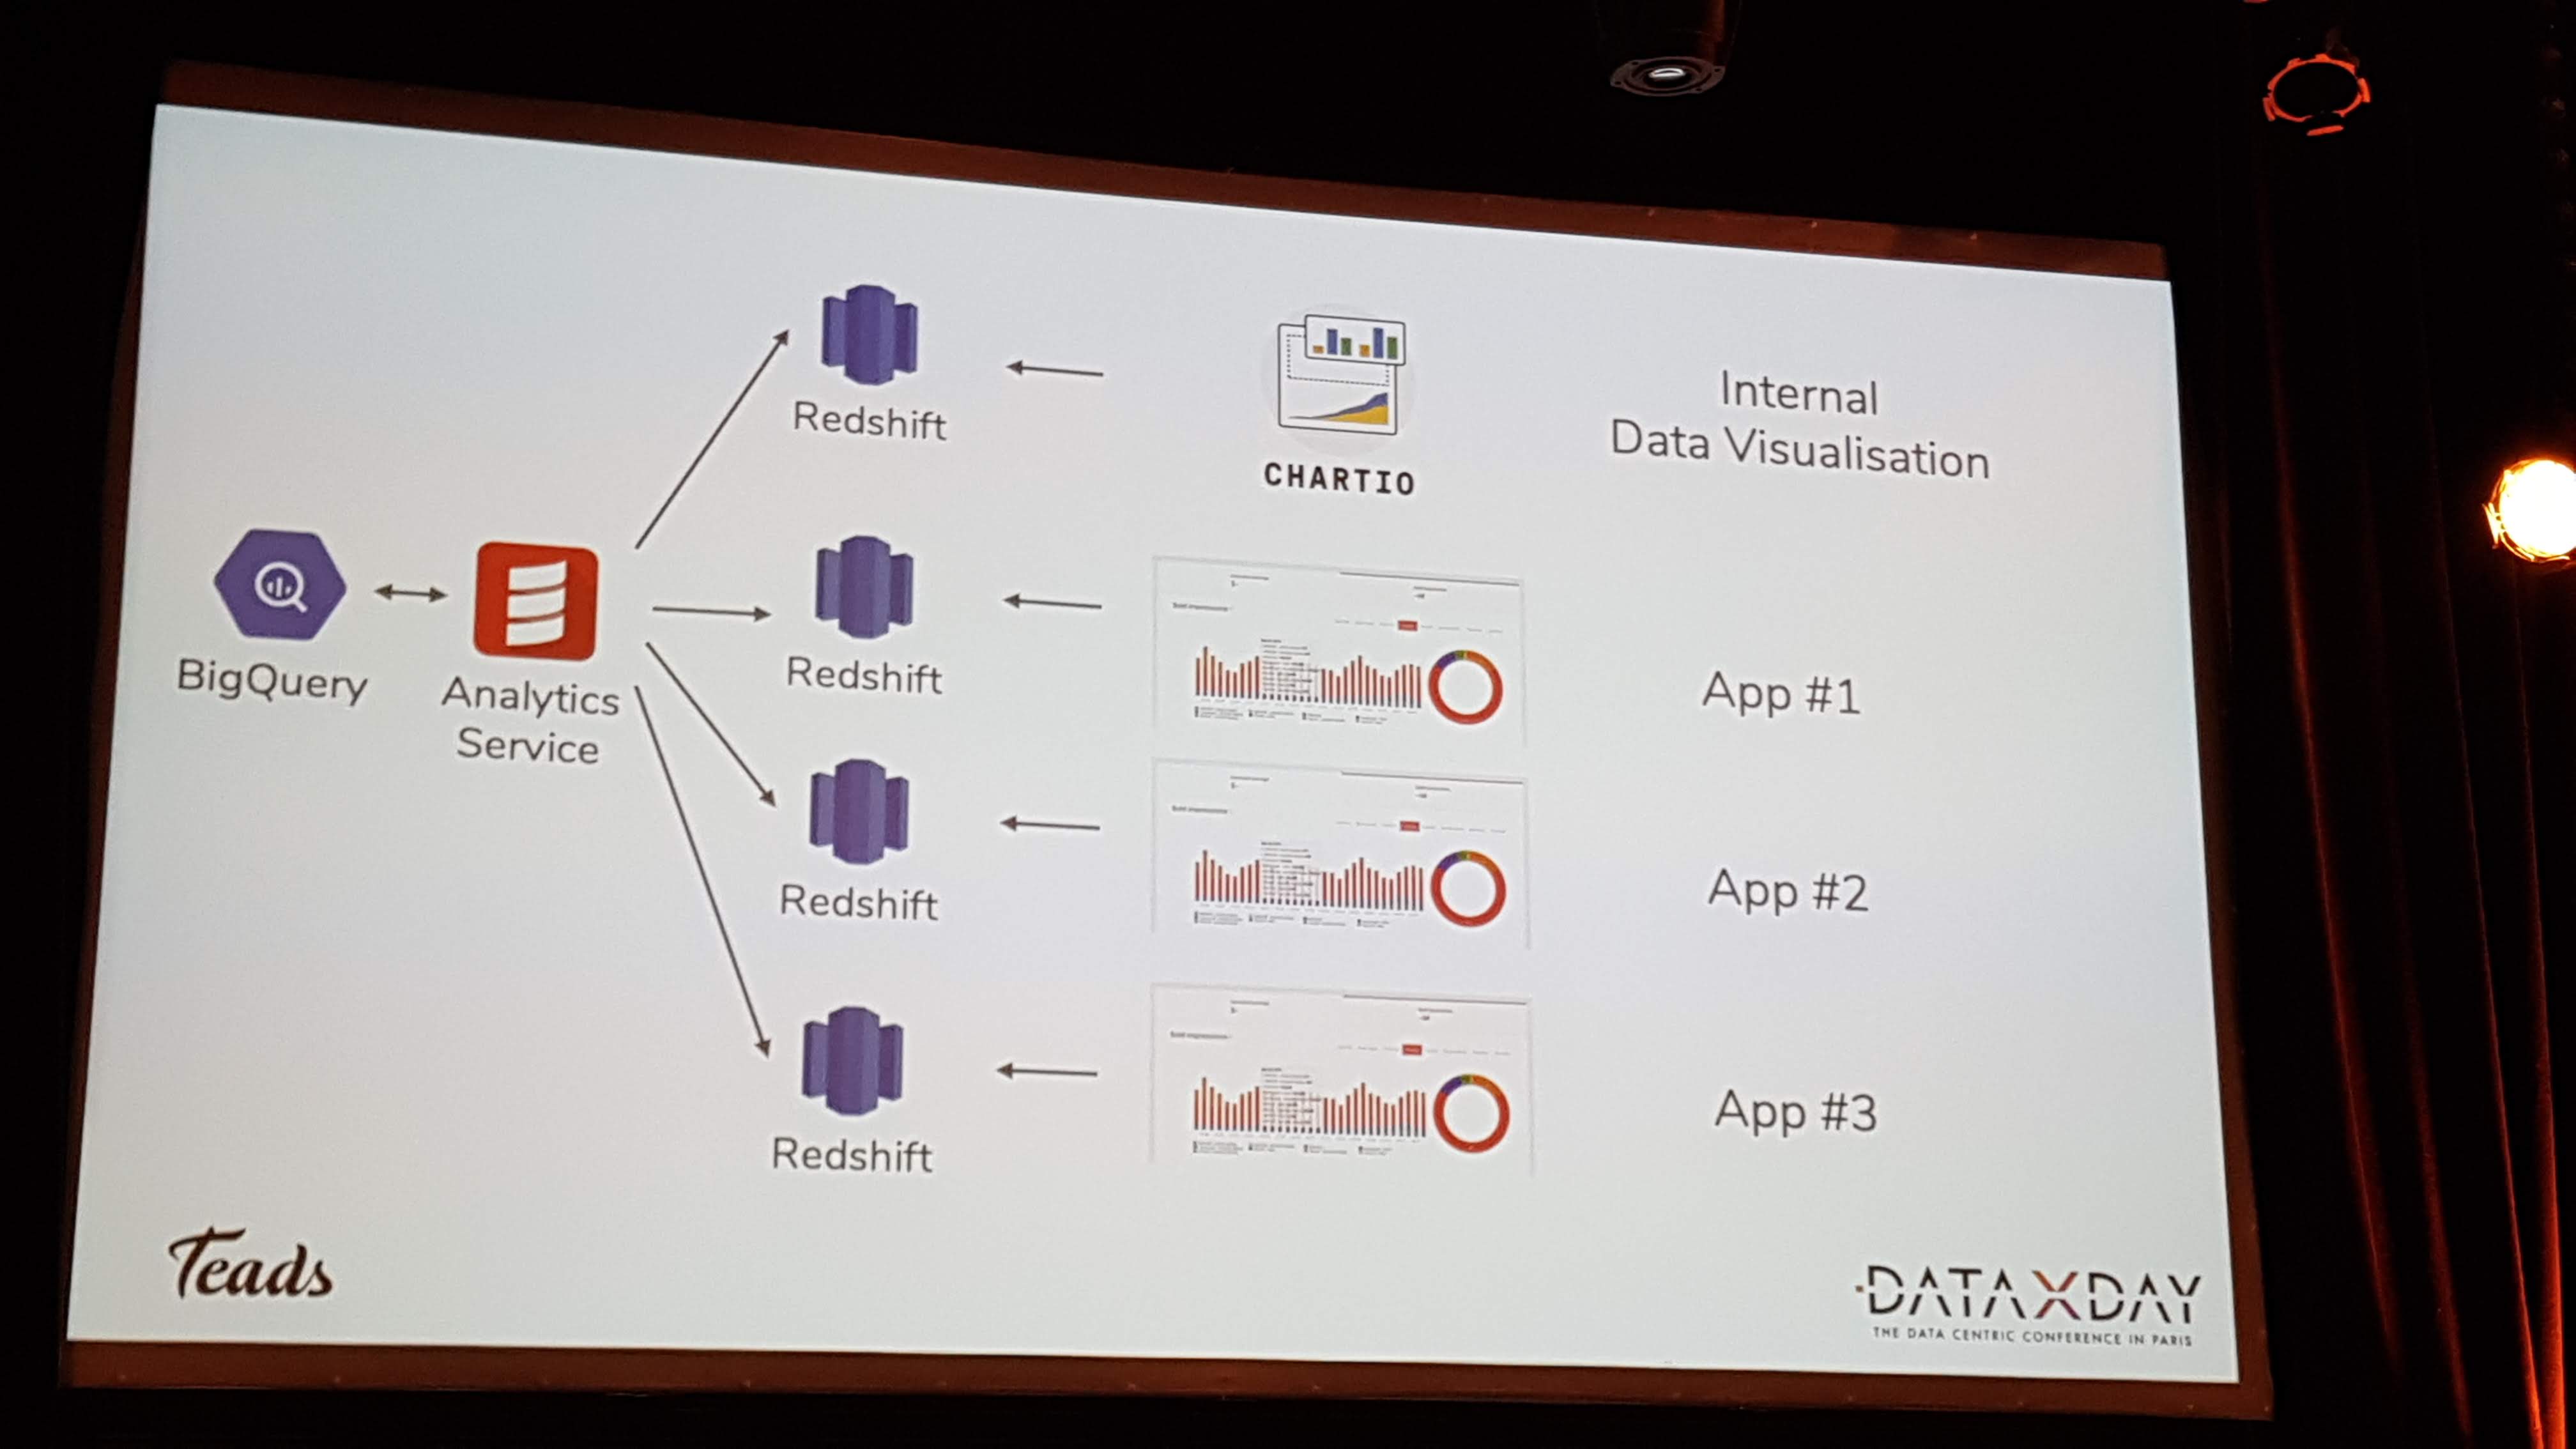 Redshift
CHARTIO
Internal
Data Visualisation
BigQuery
Analytics
Service
Redshift
App #1
Redshift
App #2
Redshift
App #3
Teads
DATAXDAY
THE DATA CENTRIC CONFERENCE IN PARIS